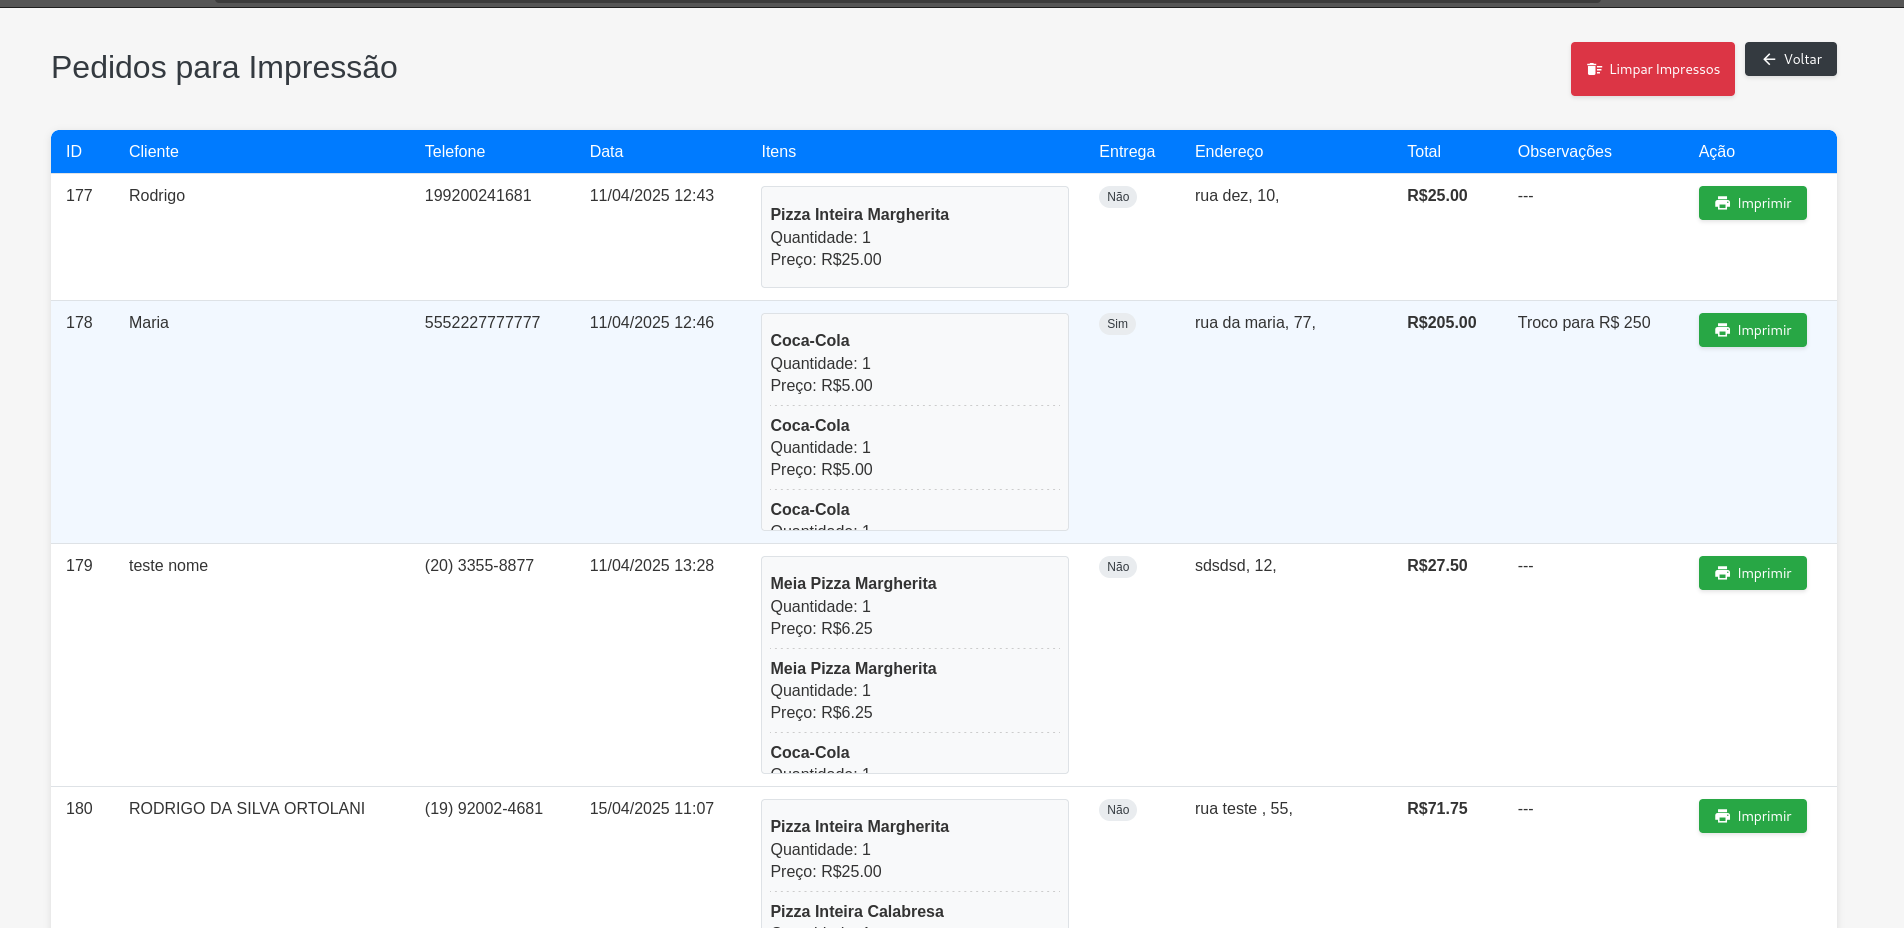 Pedidos para Impressão
Limpar Impressos
Voltar
ID Cliente Telefone Data Itens Entrega Endereço Total Observações Ação
177 Rodrigo 199200241681 11/04/2025 12:43 Não rua dez, 10, R$25.00 --- Imprimir
Pizza Inteira Margherita
Quantidade: 1
Preço: R$25.00
178 Maria 5552227777777 11/04/2025 12:46 Sim rua da maria, 77, R$205.00 Troco para R$ 250 Imprimir
Coca-Cola
Quantidade: 1
Preço: R$5.00
Coca-Cola
Quantidade: 1
Preço: R$5.00
Coca-Cola
Quantidade: 1
179 teste nome (20) 3355-8877 11/04/2025 13:28 Não sdsdsd, 12, R$27.50 --- Imprimir
Meia Pizza Margherita
Quantidade: 1
Preço: R$6.25
Meia Pizza Margherita
Quantidade: 1
Preço: R$6.25
Coca-Cola
Quantidade: 1
180 RODRIGO DA SILVA ORTOLANI (19) 92002-4681 15/04/2025 11:07 Não rua teste , 55, R$71.75 --- Imprimir
Pizza Inteira Margherita
Quantidade: 1
Preço: R$25.00
Pizza Inteira Calabresa